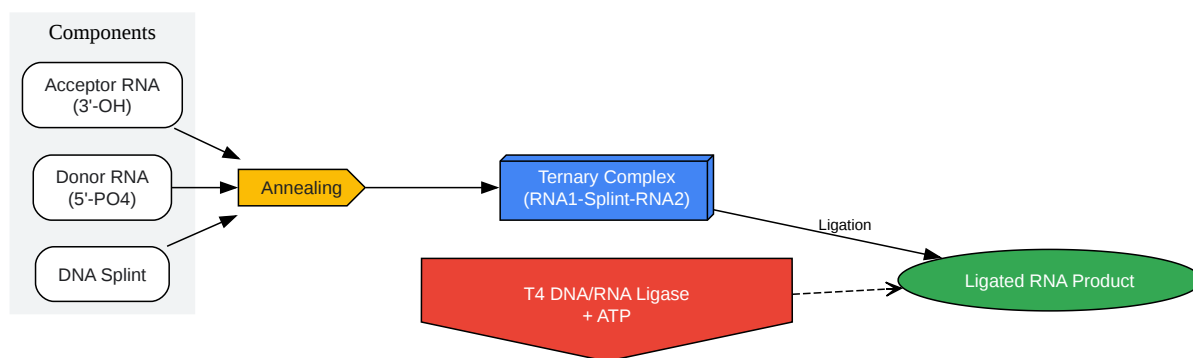 Components
Acceptor RNA
(3'-OH)
Donor RNA
(5'-PO4)
DNA Splint
Annealing
Ternary Complex
(RNA1-Splint-RNA2)
Ligation
T4 DNA/RNA Ligase
+ ATP
Ligated RNA Product